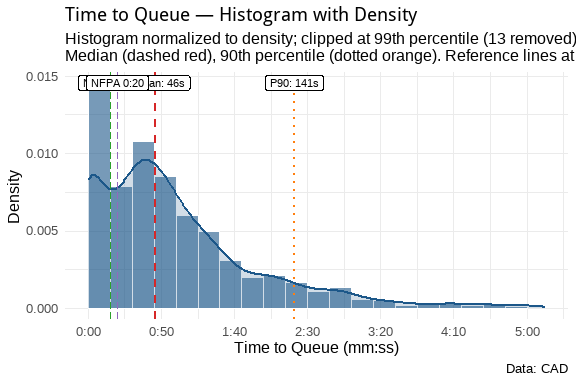 Time to Queue — Histogram with Density
Histogram normalized to density; clipped at 99th percentile (13 removed)
Median (dashed red), 90th percentile (dotted orange). Reference lines at
NFPA 0:20
an: 46s
P90: 141s
0.015
0.010
0.005
0.000
Density
0:00 0:50 1:40 2:30 3:20 4:10 5:00
Time to Queue (mm:ss)
Data: CAD